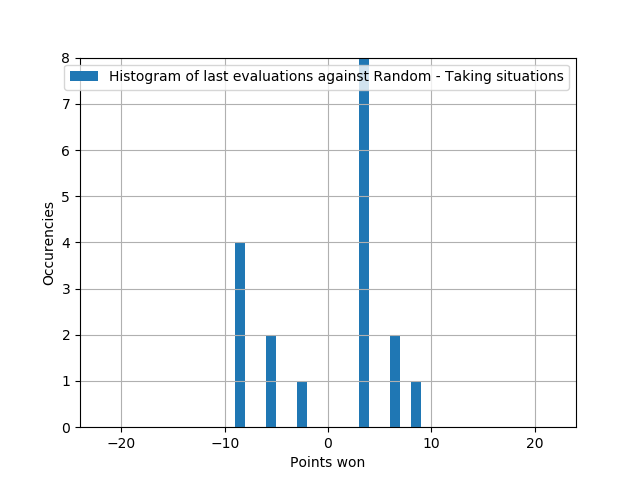 8
Histogram of last evaluations against Random - Taking situations
7
6
5
4
3
2
1
0
Occurencies
−20 −10 0 10 20
Points won